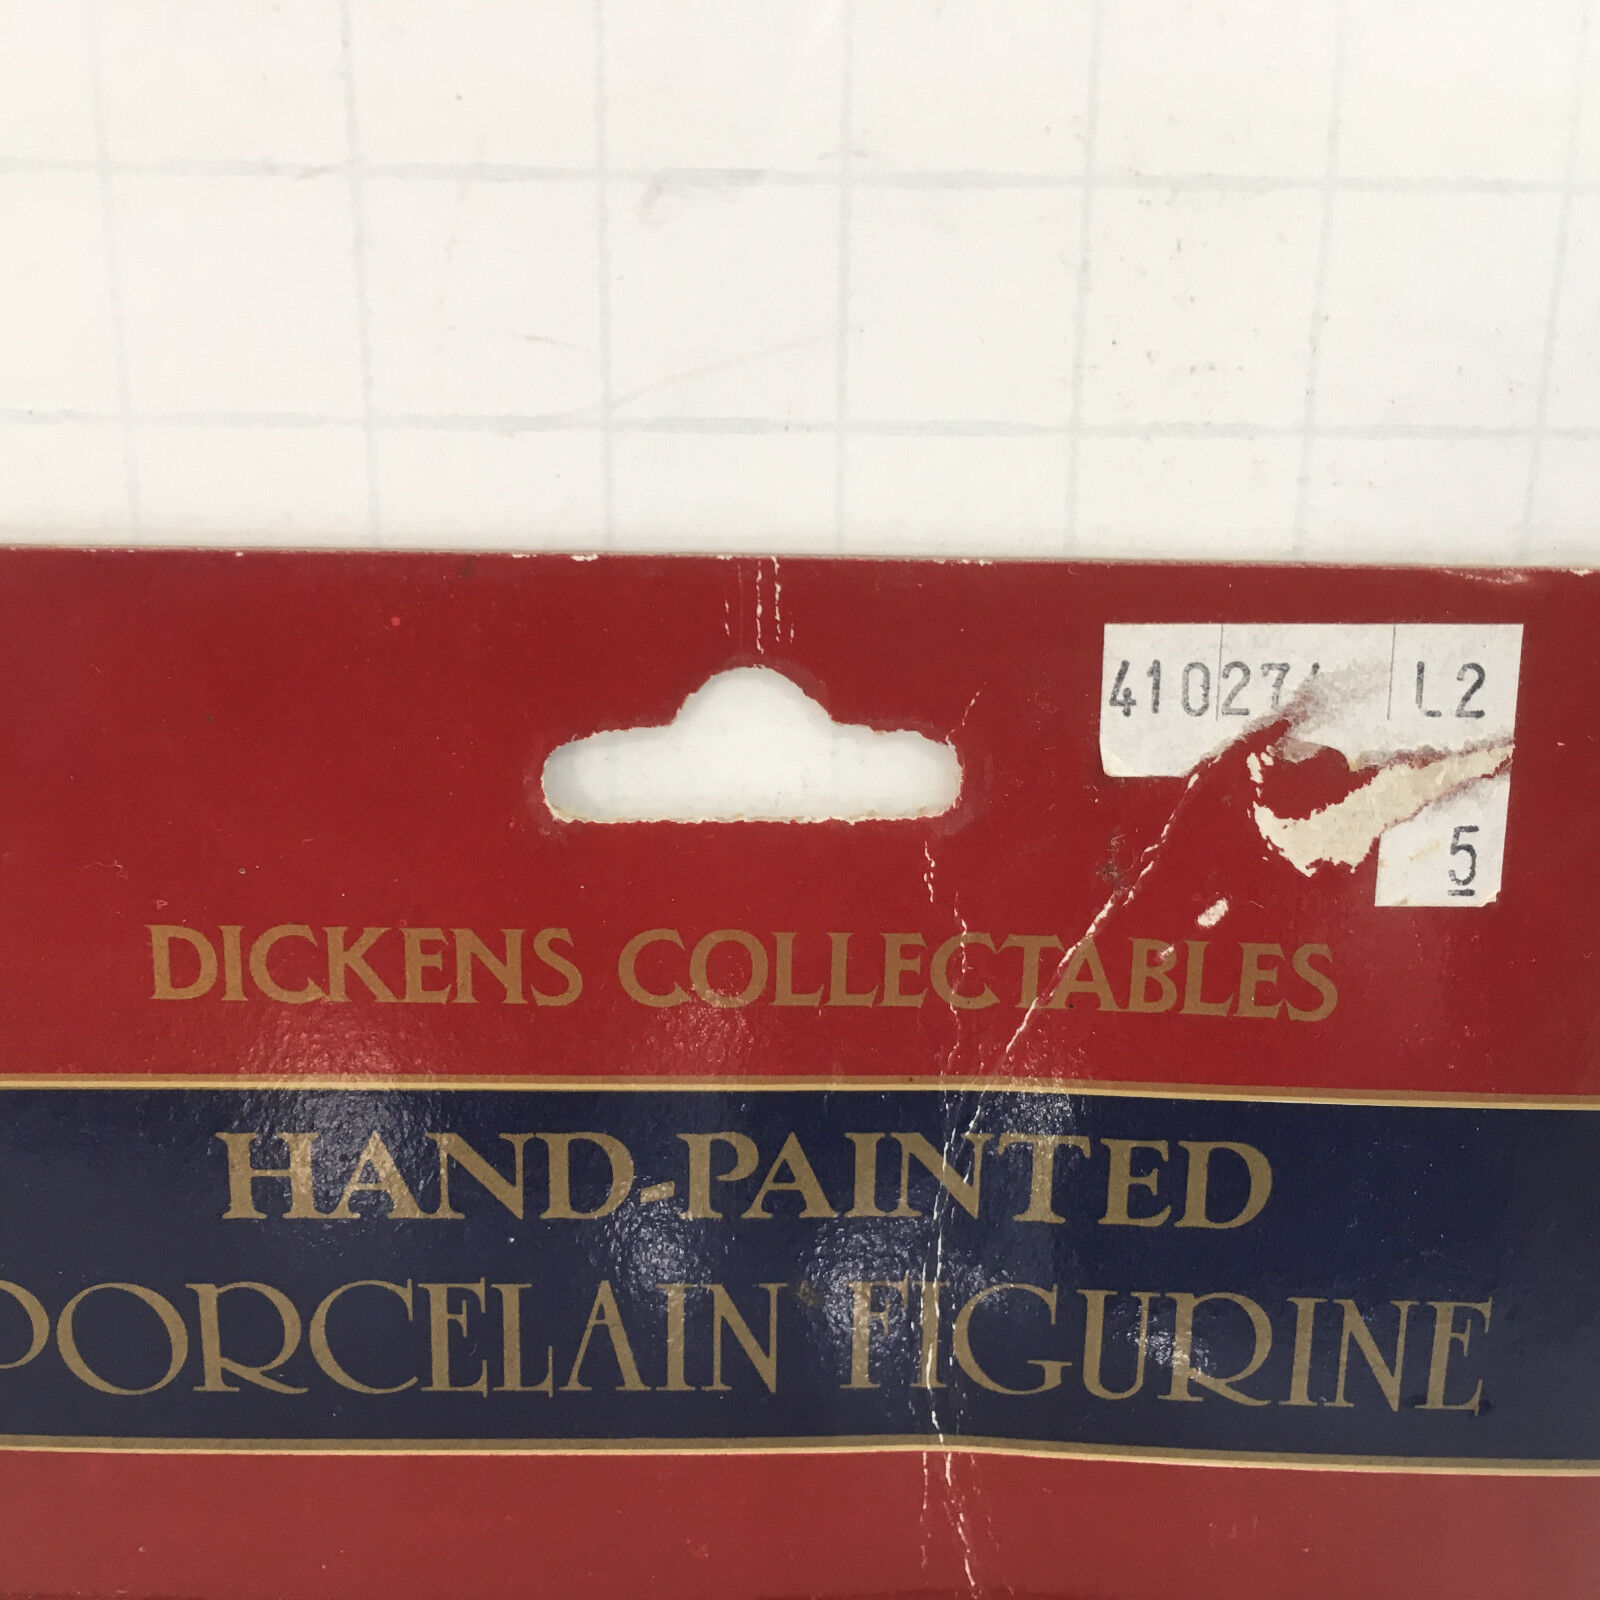 41027 L2
5
DICKENS COLLECTABLES
HAND-PAINTED
PORCELAIN FIGURINE